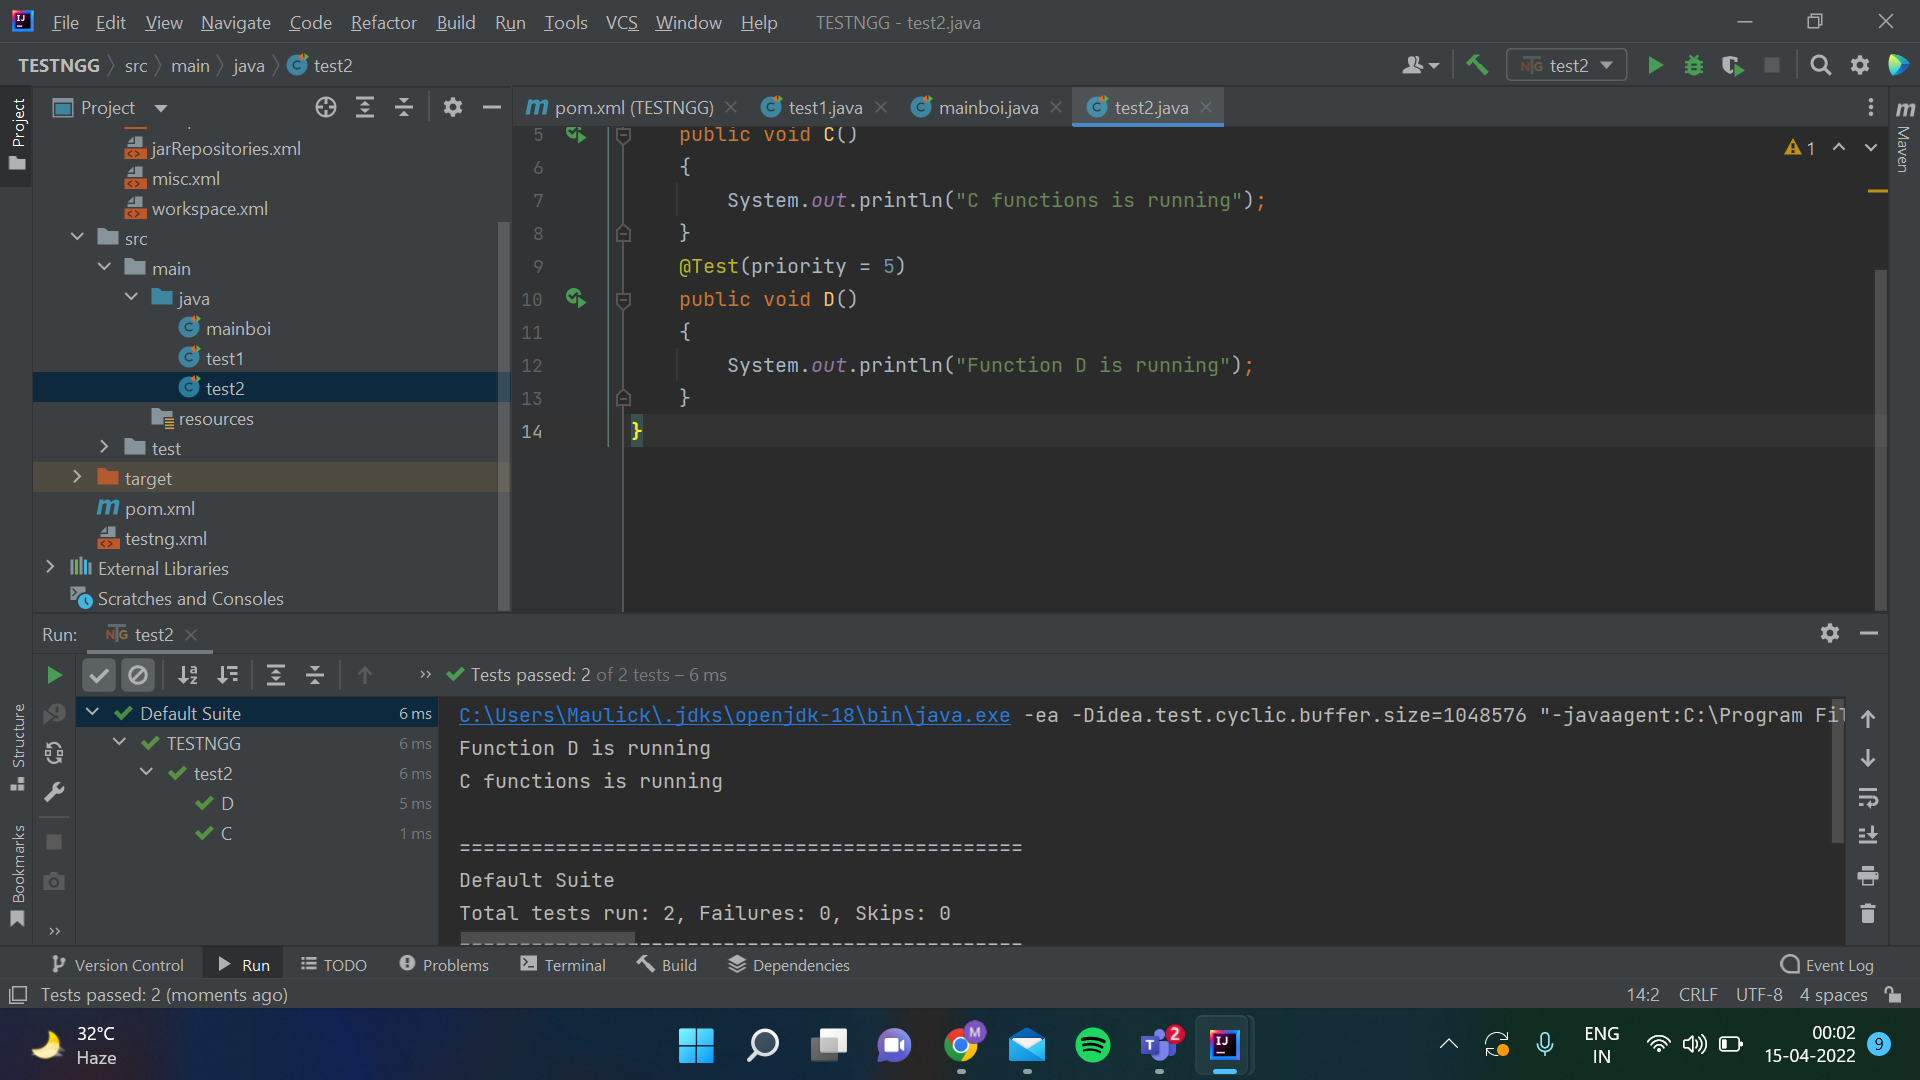 File Edit View Navigate Code Refactor Build Run Tools VCS Window Help TESTNGG - test2.java
TESTNGG src main java test2
test2
Project
pom.xml (TESTNGG) test1.java mainboi.java test2.java
Project
Maven
jarRepositories.xml
misc.xml
workspace.xml
src
main
java
mainboi
test1
test2
resources
test
target
pom.xml
testng.xml
External Libraries
Scratches and Consoles
1
5 public void C()
6 {
7 System.out.println("C functions is running");
8 }
9 @Test(priority = 5)
10 public void D()
11 {
12 System.out.println("Function D is running");
13 }
14 }
Run: test2
Tests passed: 2 of 2 tests – 6 ms
Default Suite 6 ms
TESTNGG 6 ms
test2 6 ms
D 5 ms
C 1 ms
C:\Users\Maulick\.jdks\openjdk-18\bin\java.exe -ea -Didea.test.cyclic.buffer.size=1048576 "-javaagent:C:\Program Fil
Function D is running
C functions is running
===============================================
Default Suite
Total tests run: 2, Failures: 0, Skips: 0
===============================================
Structure
Bookmarks
Version Control Run TODO Problems Terminal Build Dependencies Event Log
Tests passed: 2 (moments ago) 14:2 CRLF UTF-8 4 spaces
32°C
Haze
M
2
ENG
IN
00:02
15-04-2022
9